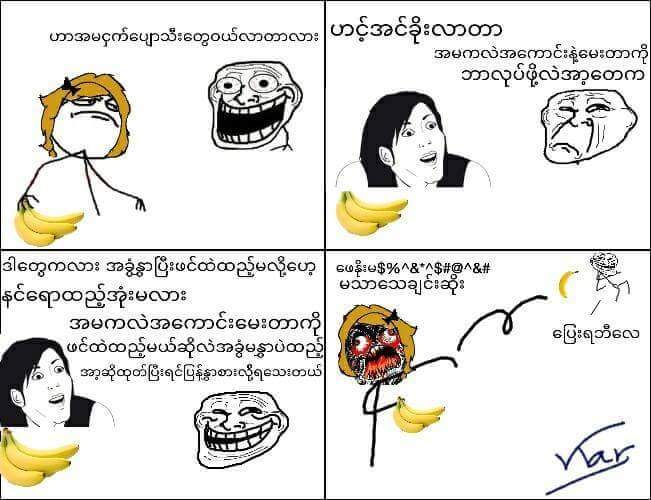 ဟာအမငှက်ပျောသီးတွေဝယ်လာတာလား
ဟင့်အင်ခိုးလာတာ
အမကလဲအကောင်းနဲ့မေးတာကို
ဘာလုပ်ဖို့လဲအာ့တေက
ဒါတွေကလား အခွံနွှာပြီးဖင်ထဲထည့်မလို့ဟေ့
နင်ရောထည့်အုံးမလား
အမကလဲအကောင်းမေးတာကို
ဖင်ထဲထည့်မယ်ဆိုလဲအခွံမနွှာပဲထည့်
အာ့ဆိုထုတ်ပြီးရင်ပြန်နွှာစားလို့ရသေးတယ်
ဖေနိုးမ$%^&*^$#@^&#
မသာသေချင်းဆိုး
ပြေးရဘီလေ